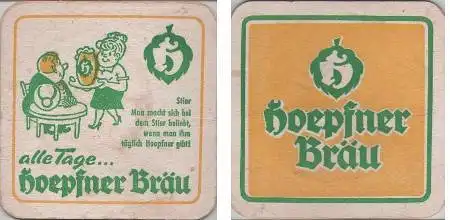 h
h
Stier
Man macht sich bei
dem Stier beliebt,
wenn man ihm
täglich Hoepfner gibt!
alle Tage...
Hoepfner Bräu
h
Hoepfner
Bräu